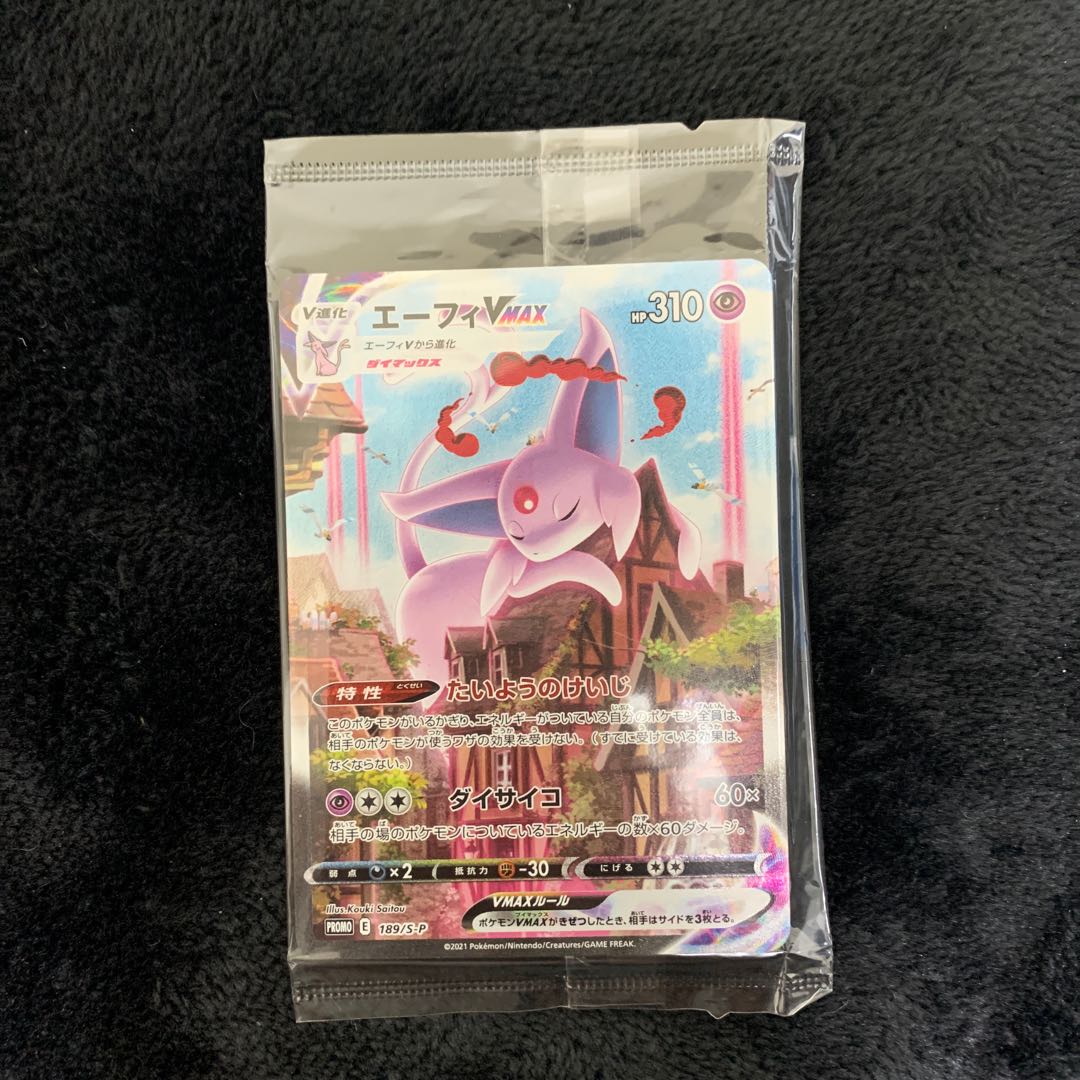 V進化 エーフィVMAX HP310
エーフィVから進化
ダイマックス
特性 とくせい たいようのけいじ
このポケモンがいるかぎり、エネルギーがついている自分のポケモン全員は、
相手のポケモンが使うワザの効果を受けない。(すでに受けている効果は、
なくならない。)
ダイサイコ 60×
相手の場のポケモンについているエネルギーの数×60ダメージ。
弱点 ×2 抵抗力 -30 にげる
Illus.Kouki Saitou
VMAXルール
ポケモンVMAXがきぜつしたとき、相手はサイドを3枚とる。
PROMO E 189/S-P
©2021 Pokémon/Nintendo/Creatures/GAME FREAK.